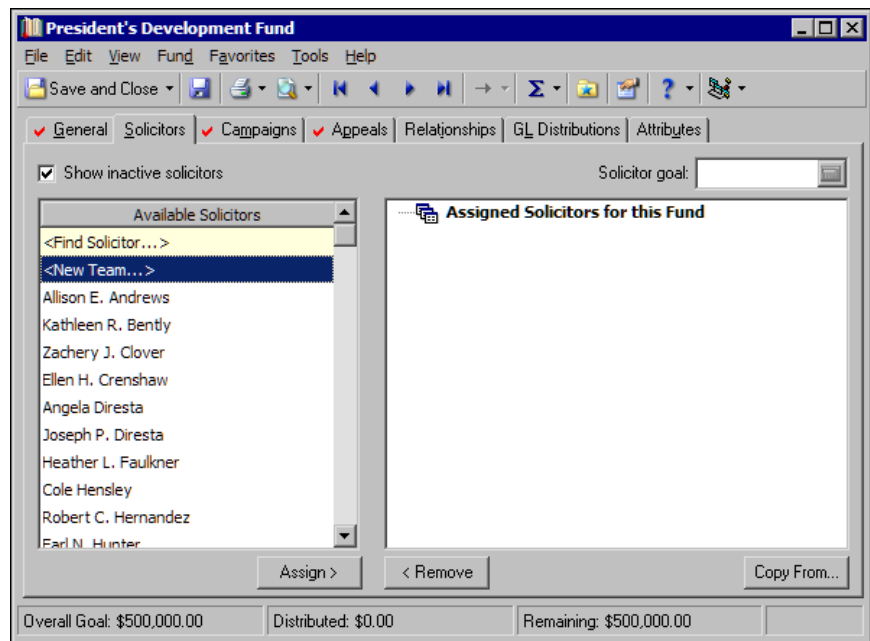 President's Development Fund
File Edit View Fund Favorites Tools Help
Save and Close
General Solicitors Campaigns Appeals Relationships GL Distributions Attributes
Show inactive solicitors Solicitor goal:
Available Solicitors
<Find Solicitor...>
<New Team...>
Allison E. Andrews
Kathleen R. Bently
Zachery J. Clover
Ellen H. Crenshaw
Angela Diresta
Joseph P. Diresta
Heather L. Faulkner
Cole Hensley
Robert C. Hernandez
Earl N. Hunter
Assigned Solicitors for this Fund
Assign > < Remove Copy From...
Overall Goal: $500,000.00 Distributed: $0.00 Remaining: $500,000.00